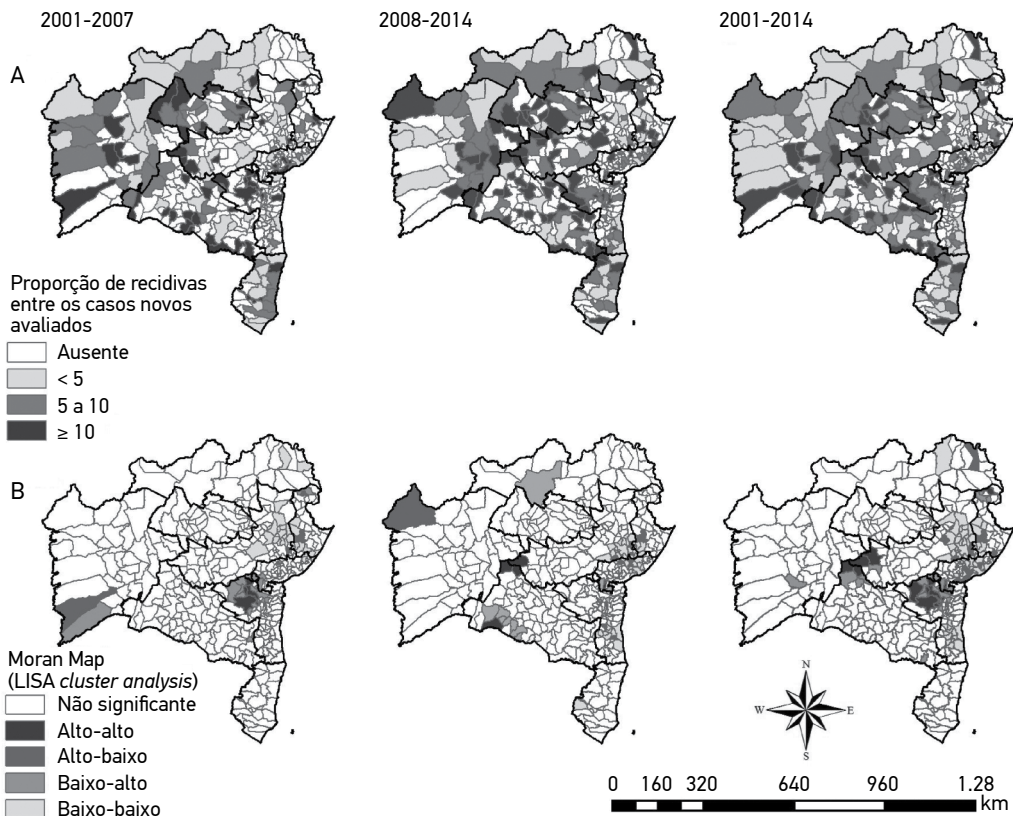 2001-2007
2008-2014
2001-2014
A
Proporção de recidivas
entre os casos novos
avaliados
Ausente
< 5
5 a 10
≥ 10
B
Moran Map
(LISA cluster analysis)
Não significante
Alto-alto
Alto-baixo
Baixo-alto
Baixo-baixo
N
W
E
S
0 160 320 640 960 1.28
km